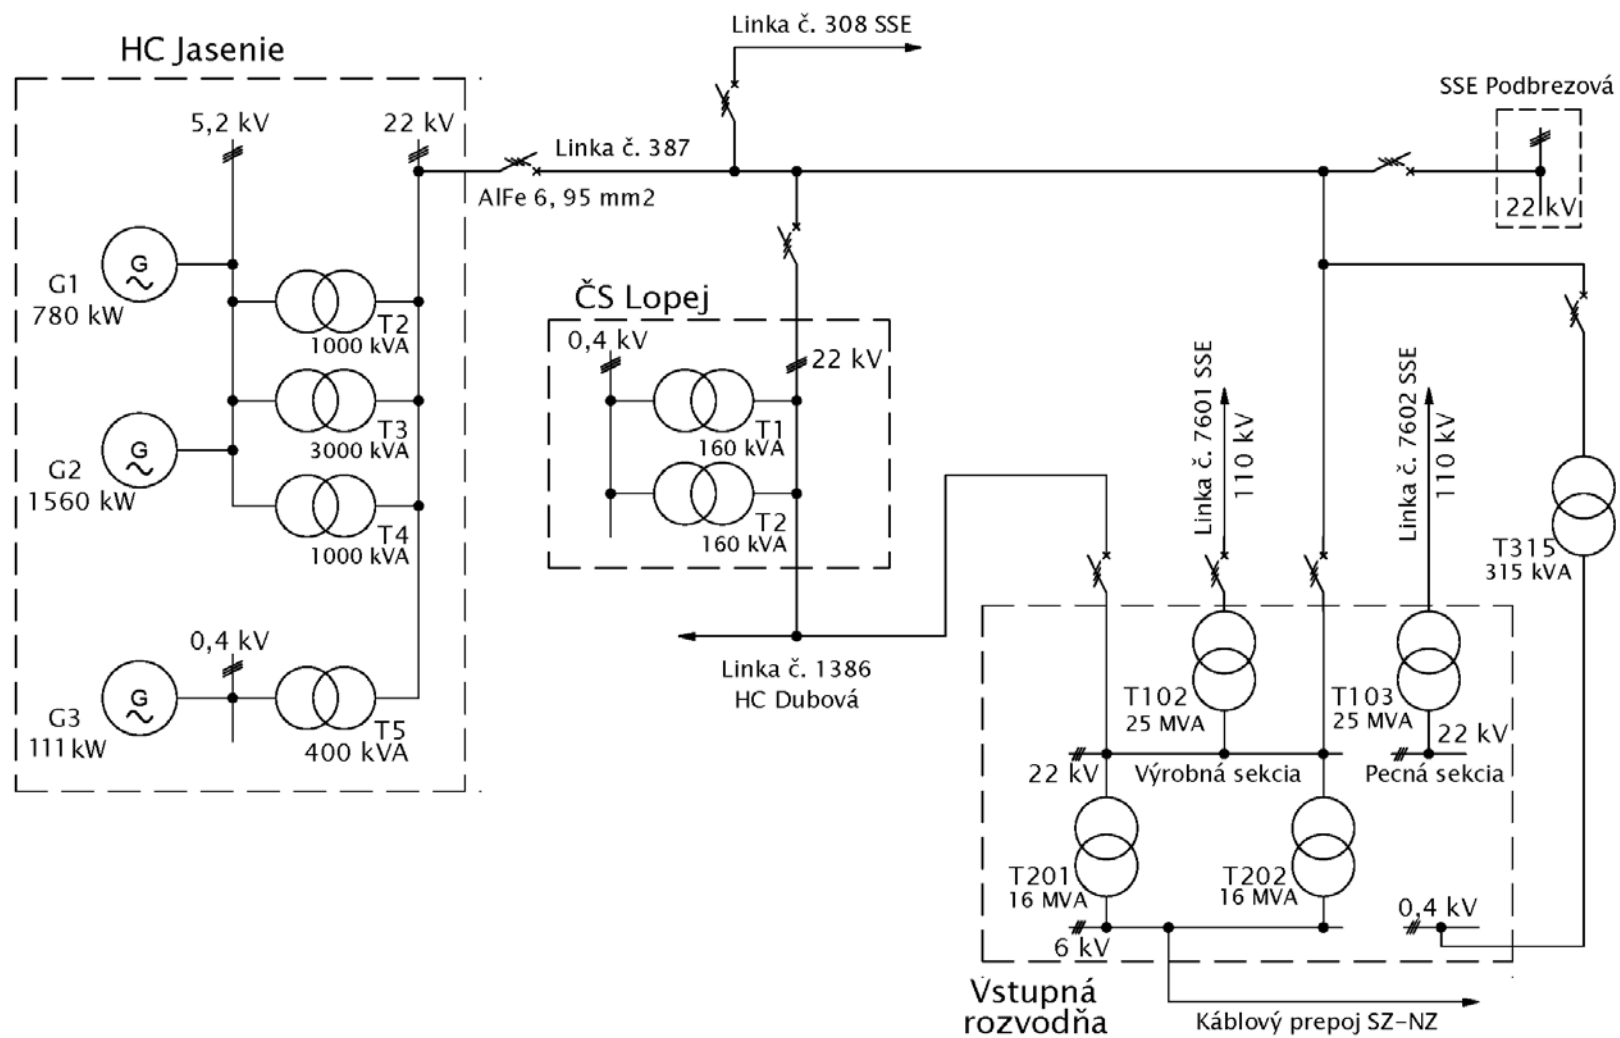 Linka č. 308 SSE
HC Jasenie
SSE Podbrezová
5,2 kV
22 kV
Linka č. 387
AlFe 6, 95 mm2
22 kV
G
G1
780 kW
T2
1000 kVA
ČS Lopej
0,4 kV
22 kV
T3
3000 kVA
G
G2
1560 kW
T1
160 kVA
T2
160 kVA
T4
1000 kVA
Linka č. 7601 SSE
110 kV
Linka č. 7602 SSE
110 kV
T315
315 kVA
0,4 kV
G
G3
111 kW
T5
400 kVA
Linka č. 1386
HC Dubová
T102
25 MVA
T103
25 MVA
22 kV
22 kV
Výrobná sekcia
Pecná sekcia
T201
16 MVA
T202
16 MVA
0,4 kV
6 kV
Vstupná
rozvodňa
Káblový prepoj SZ-NZ